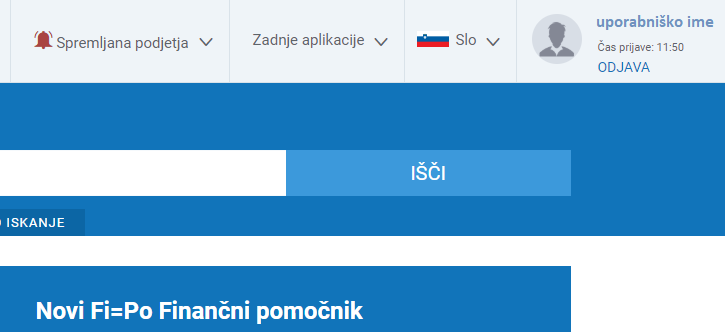 Spremljana podjetja
Zadnje aplikacije
Slo
uporabniško ime
Čas prijave: 11:50
ODJAVA
IŠČI
ISKANJE
Novi Fi=Po Finančni pomočnik